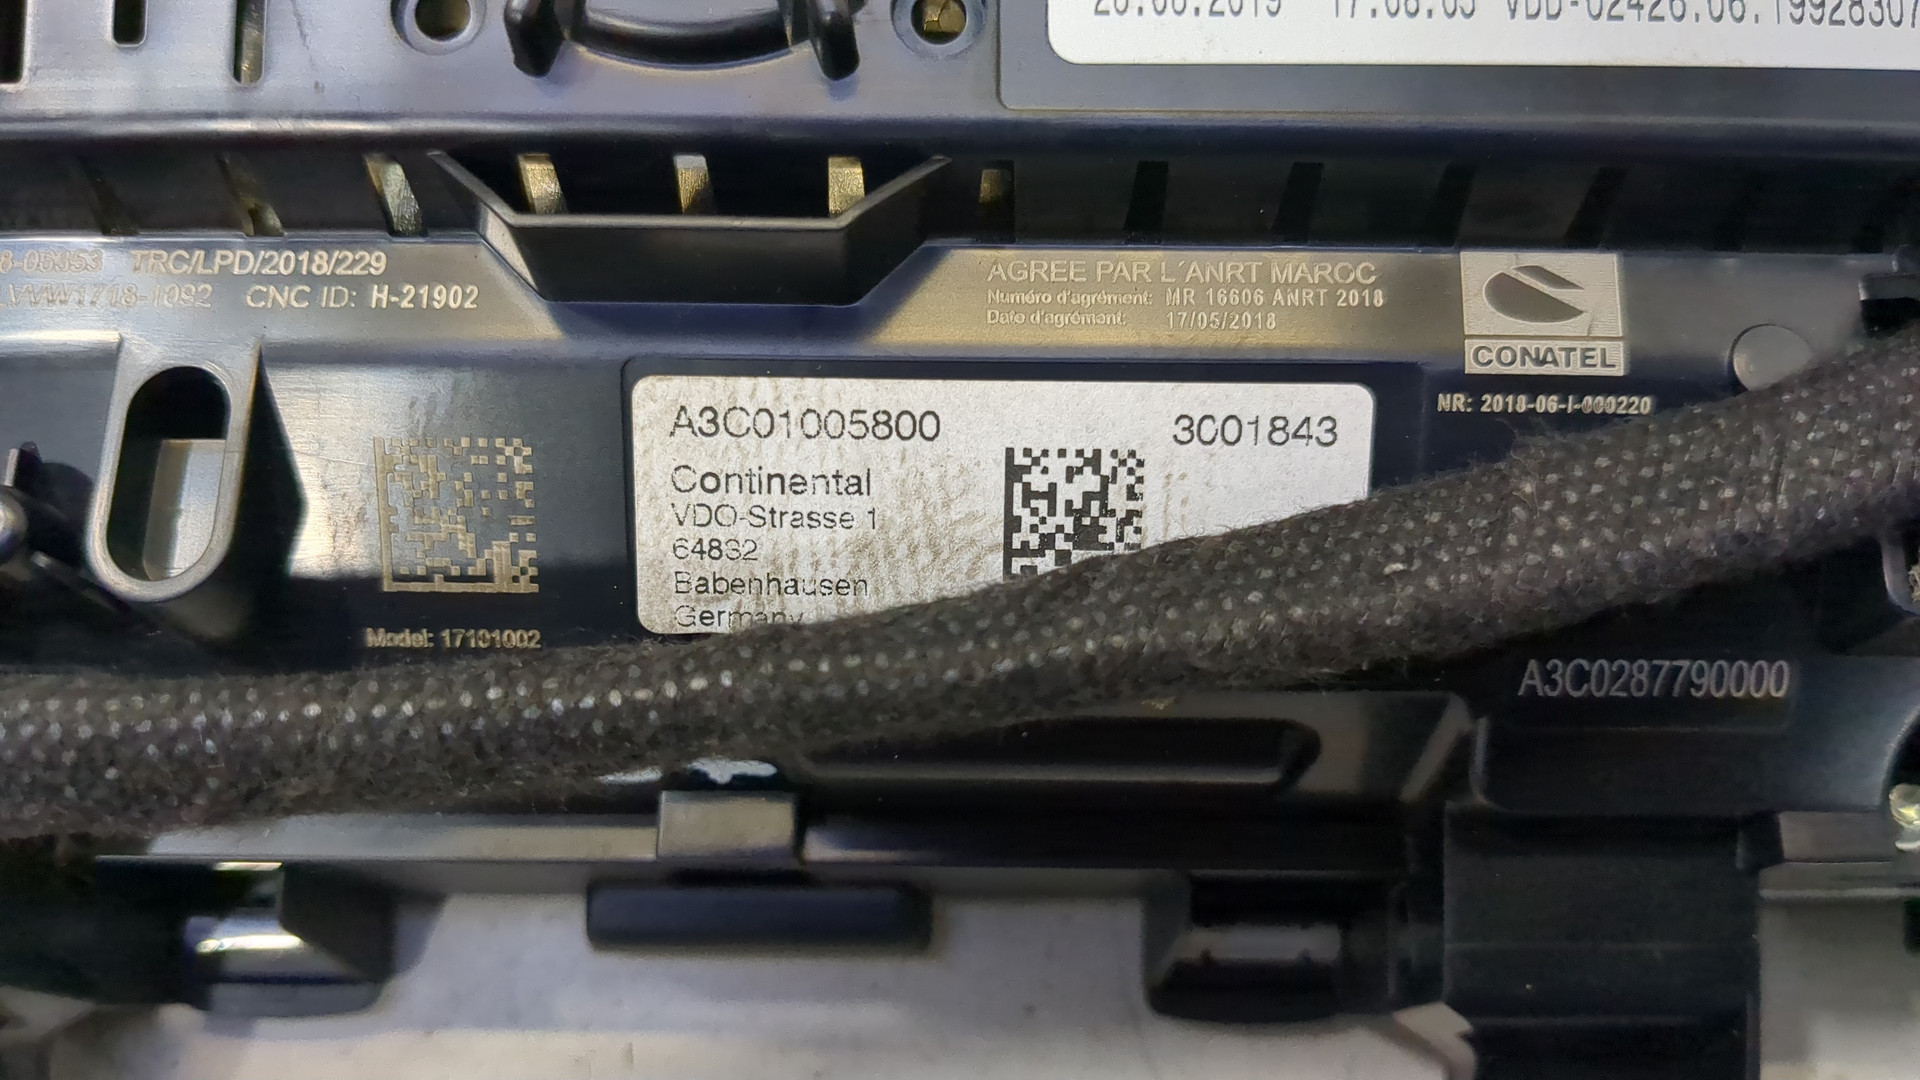 TRC/LPD/2018/229
CNC ID: H-21902
AGREE PAR L´ANRT MAROC
Numéro d'agrément: MR 16606 ANRT 2018
Date d'agrément: 17/05/2018
CONATEL
NR: 2018-06-I-000220
A3C01005800 3C01843
Continental
VDO-Strasse 1
64832
Babenhausen
Germany
Model: 17101002
A3C0287790000